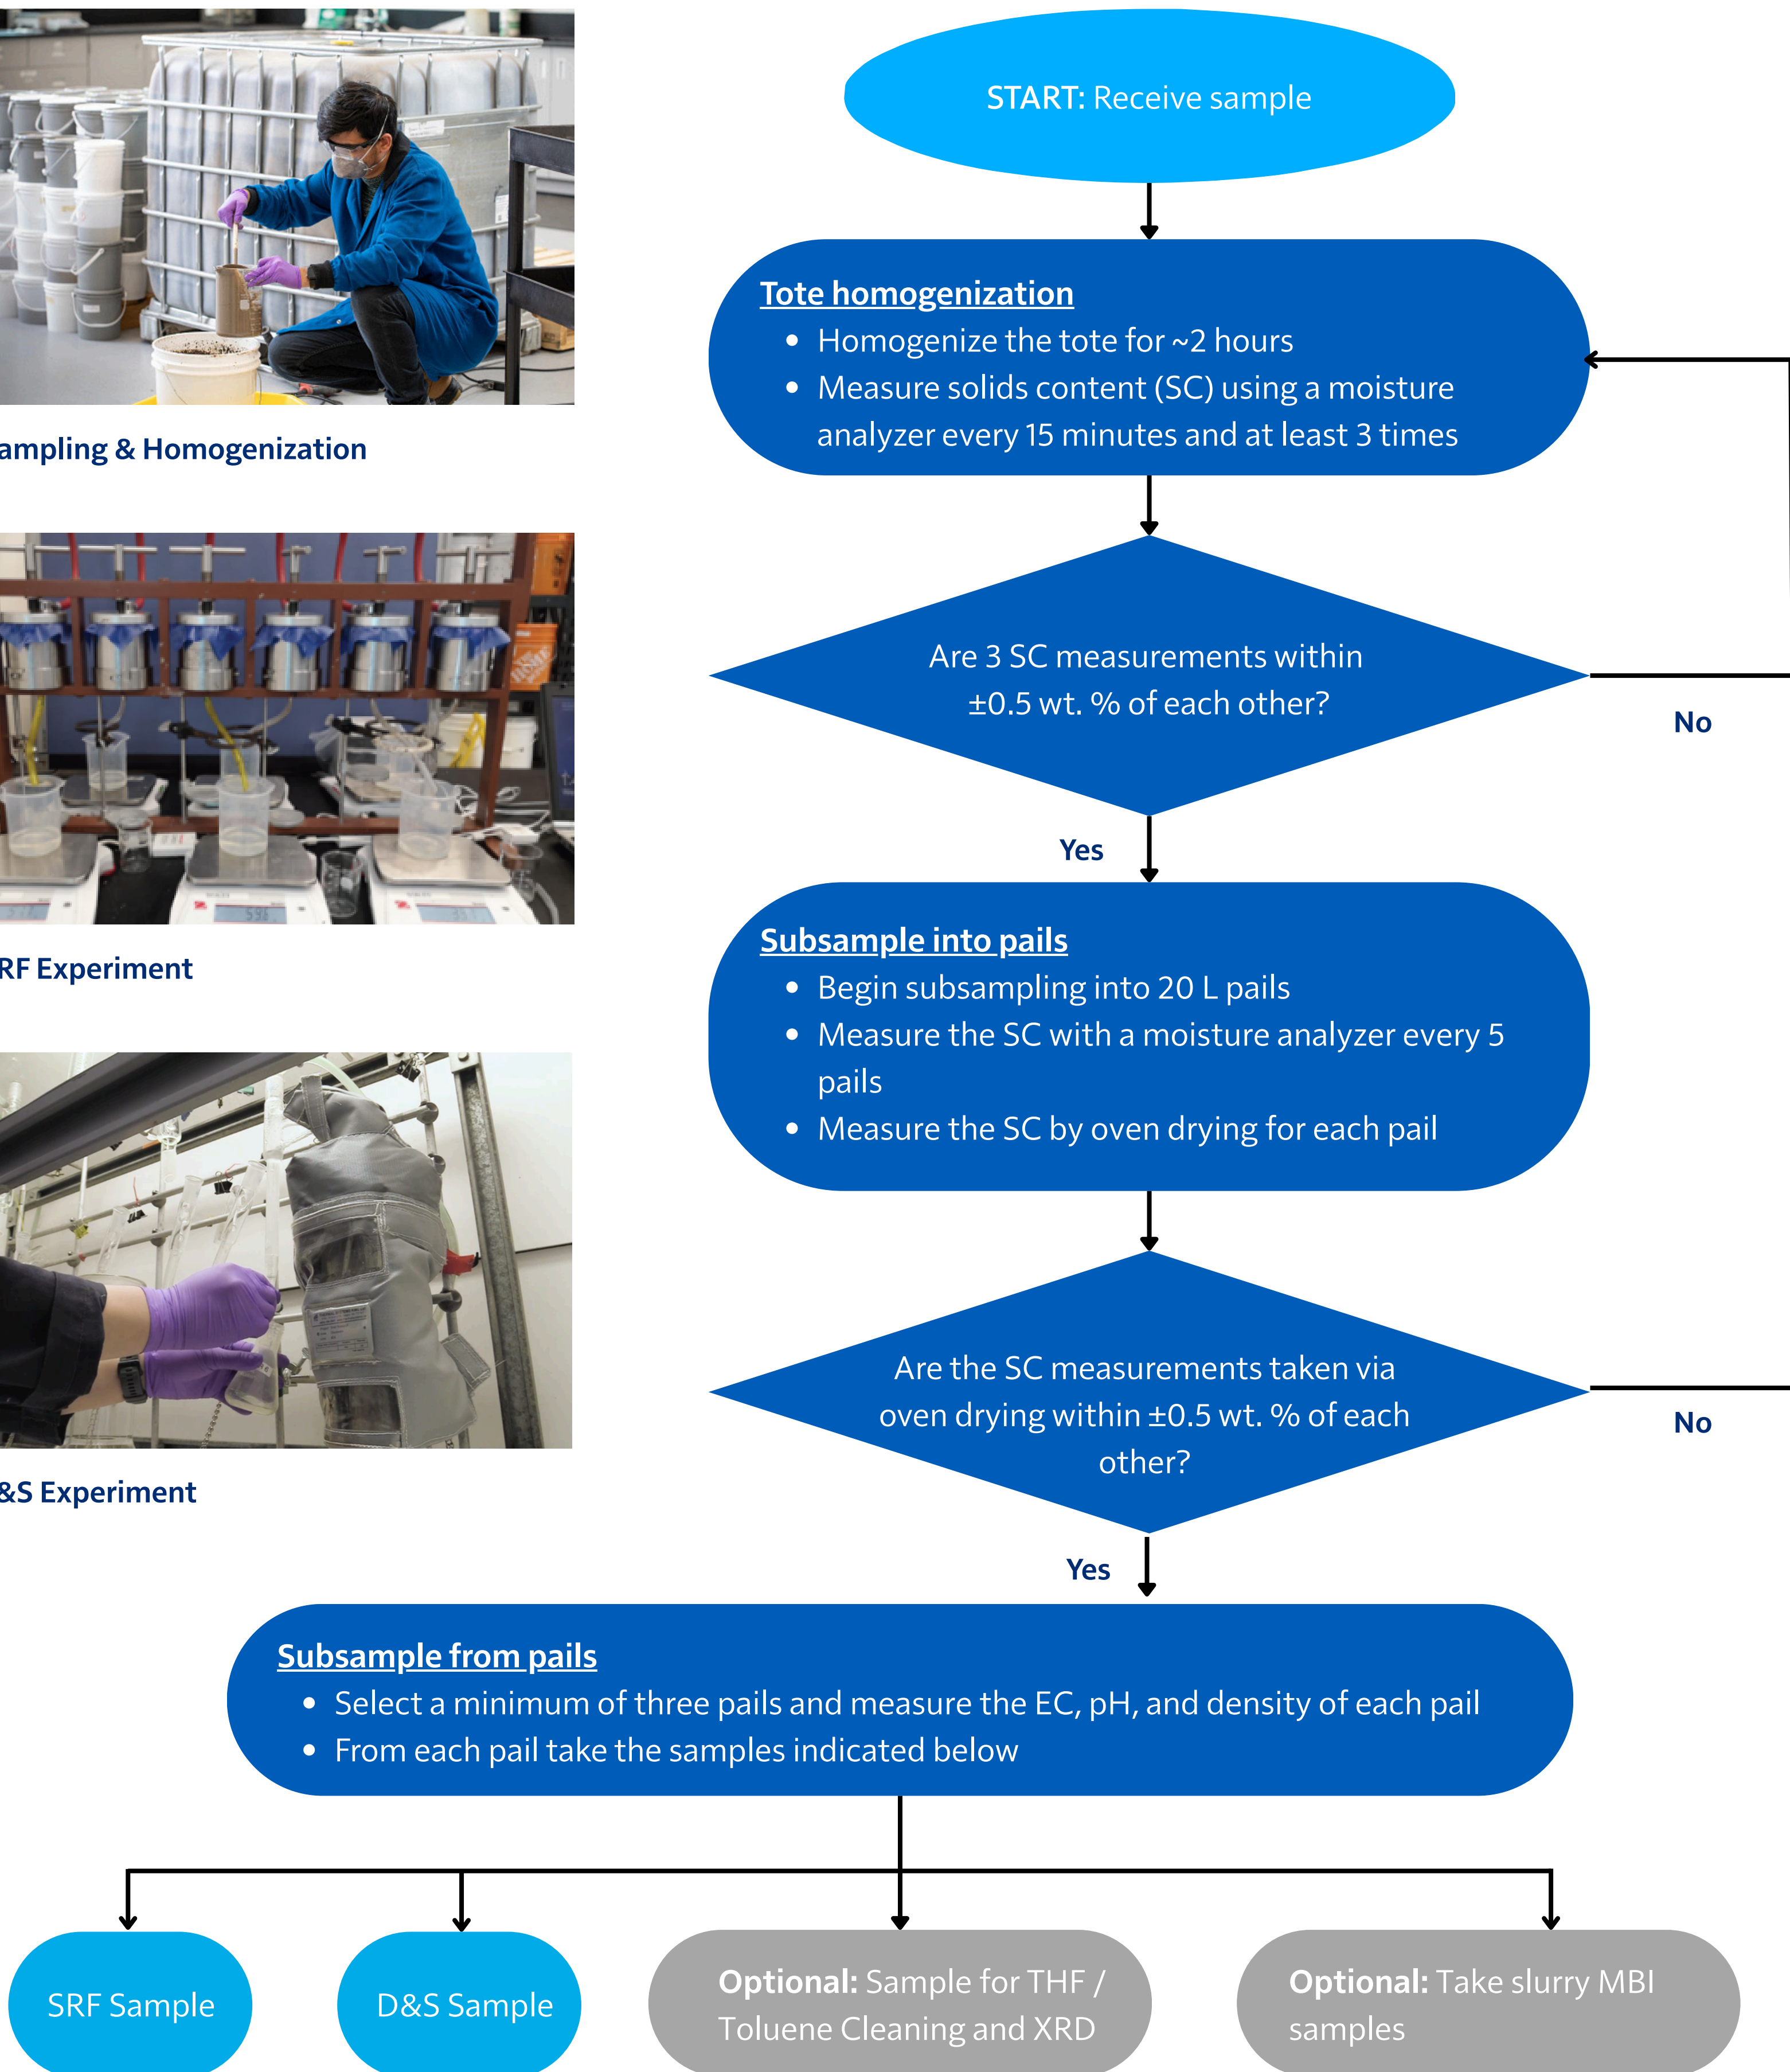 START: Receive sample
Tote homogenization
• Homogenize the tote for ~2 hours
• Measure solids content (SC) using a moisture
analyzer every 15 minutes and at least 3 times
ampling & Homogenization
Are 3 SC measurements within
±0.5 wt. % of each other?
No
Yes
RF Experiment
Subsample into pails
• Begin subsampling into 20 L pails
• Measure the SC with a moisture analyzer every 5
pails
• Measure the SC by oven drying for each pail
Are the SC measurements taken via
oven drying within ±0.5 wt. % of each
other?
No
&S Experiment
Yes
Subsample from pails
• Select a minimum of three pails and measure the EC, pH, and density of each pail
• From each pail take the samples indicated below
SRF Sample
D&S Sample
Optional: Sample for THF /
Toluene Cleaning and XRD
Optional: Take slurry MBI
samples